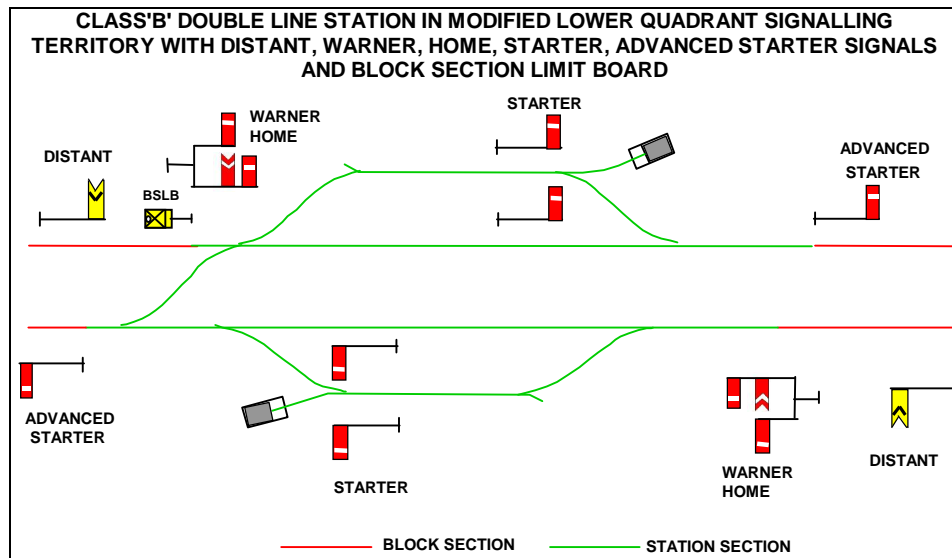 CLASS'B' DOUBLE LINE STATION IN MODIFIED LOWER QUADRANT SIGNALLING
TERRITORY WITH DISTANT, WARNER, HOME, STARTER, ADVANCED STARTER SIGNALS
AND BLOCK SECTION LIMIT BOARD
WARNER
HOME
STARTER
DISTANT
BSLB
ADVANCED
STARTER
ADVANCED
STARTER
STARTER
WARNER
HOME
DISTANT
BLOCK SECTION
STATION SECTION